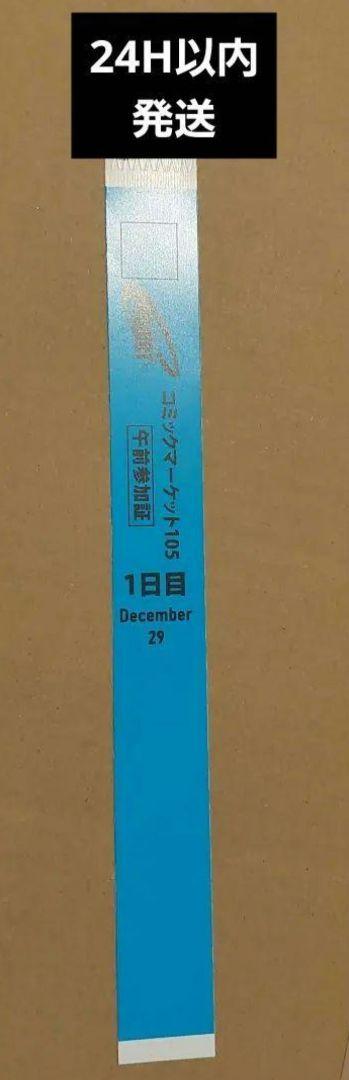 24H以内
発送
コミックマーケット105
午前参加証
1日目
December
29